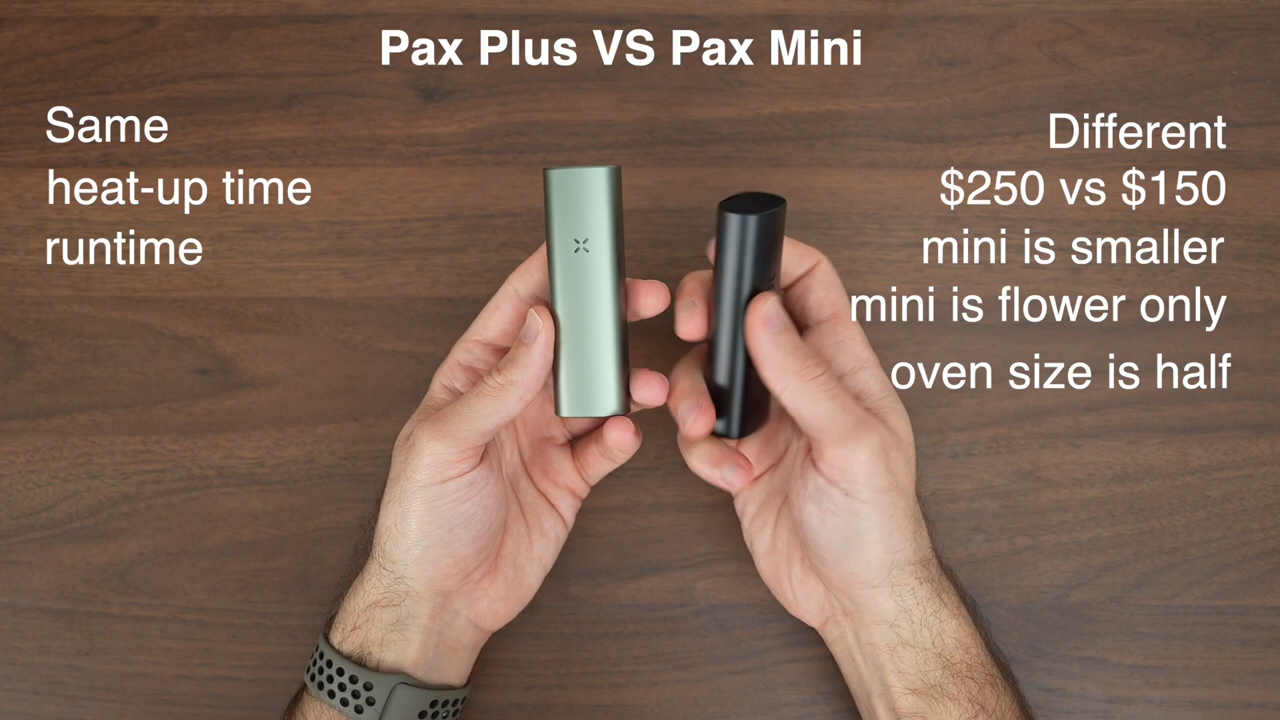 Pax Plus VS Pax Mini
Same
heat-up time
runtime
Different
$250 vs $150
mini is smaller
mini is flower only
oven size is half